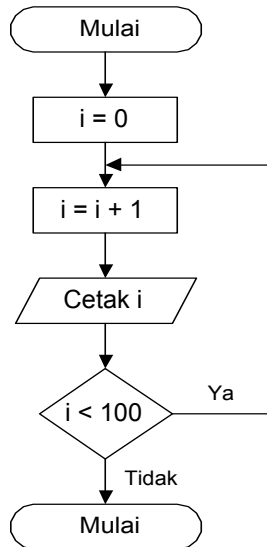 Mulai
i = 0
i = i + 1
Cetak i
i < 100
Ya
Tidak
Mulai